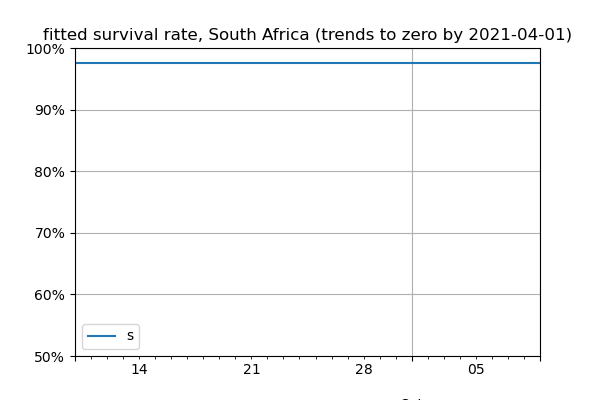 fitted survival rate, South Africa (trends to zero by 2021-04-01)
100%
90%
80%
70%
60%
50%
s
14 21 28 05